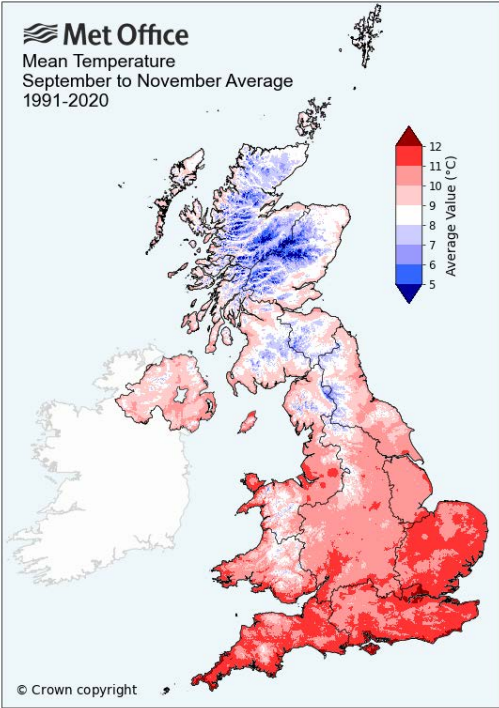 Met Office
Mean Temperature
September to November Average
1991-2020
12
11
10
9
8
7
6
5
Average Value (°C)
© Crown copyright